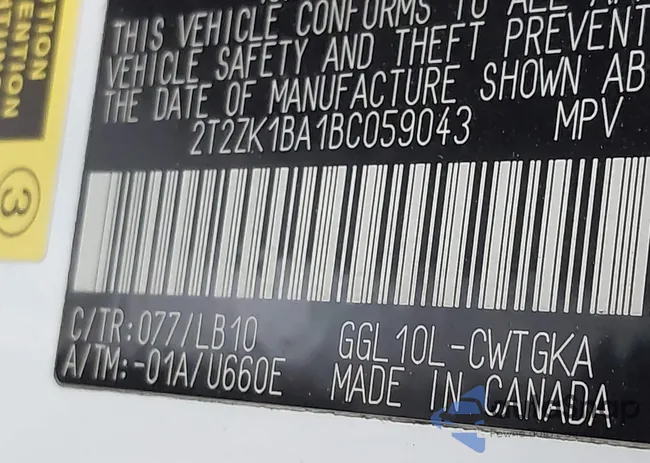 THIS VEHICLE CONFORMS TO ALL
VEHICLE SAFETY AND THEFT PREVENT
THE DATE OF MANUFACTURE SHOWN AB
2T2ZK1BA1BC059043 MPV
C/TR:077/LB10 GGL10L-CWTGKA
A/TM:-01A/U660E MADE IN CANADA
3